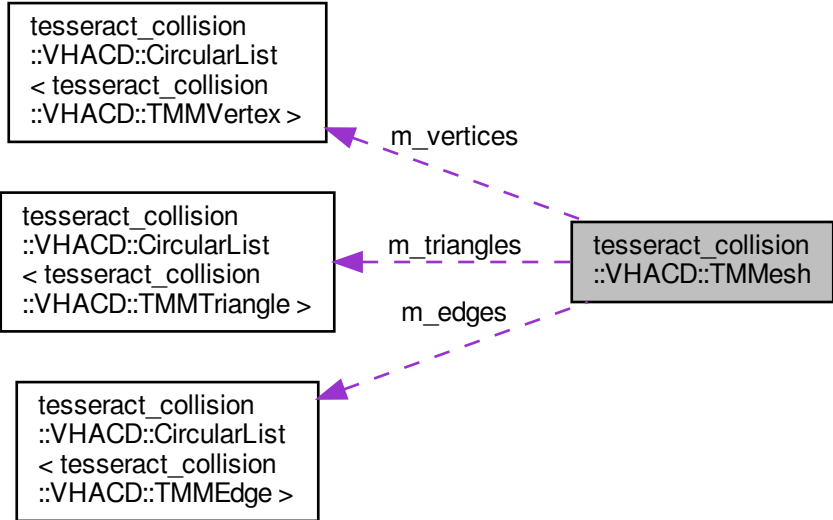 tesseract_collision
::VHACD::CircularList
< tesseract_collision
::VHACD::TMMVertex >
m_vertices
tesseract_collision
::VHACD::CircularList
< tesseract_collision
::VHACD::TMMTriangle >
m_triangles
tesseract_collision
::VHACD::TMMesh
m_edges
tesseract_collision
::VHACD::CircularList
< tesseract_collision
::VHACD::TMMEdge >